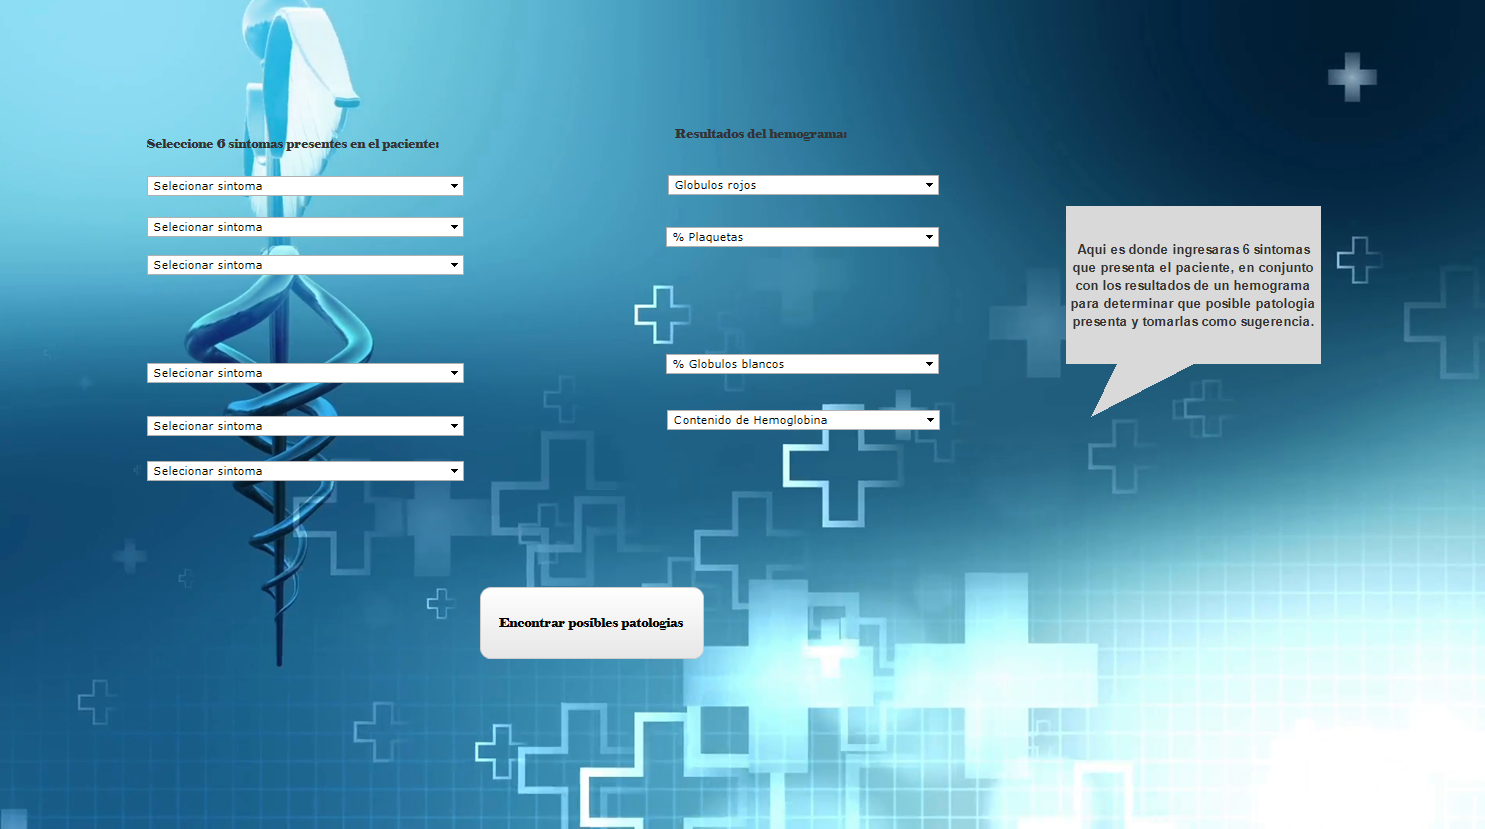 Seleccione 6 sintomas presentes en el paciente:
Selecionar sintoma
Selecionar sintoma
Selecionar sintoma
Selecionar sintoma
Selecionar sintoma
Selecionar sintoma
Resultados del hemograma:
Globulos rojos
% Plaquetas
% Globulos blancos
Contenido de Hemoglobina
Aqui es donde ingresaras 6 sintomas
que presenta el paciente, en conjunto
con los resultados de un hemograma
para determinar que posible patologia
presenta y tomarlas como sugerencia.
Encontrar posibles patologias